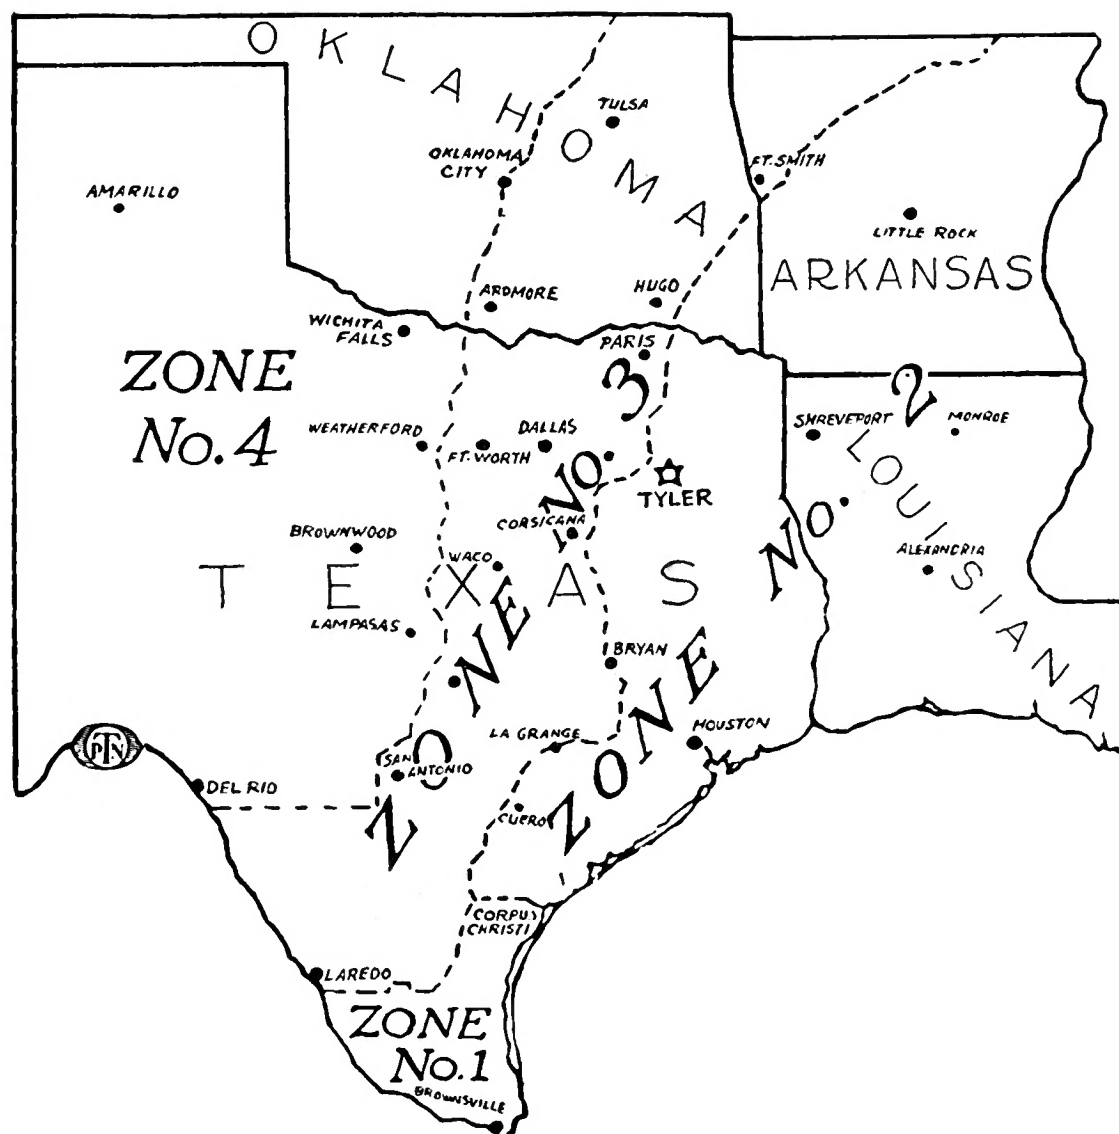 OKLAHOMA
TULSA
OKLAHOMA
CITY
FT. SMITH
AMARILLO
LITTLE ROCK
ARKANSAS
ARDMORE
HUGO
WICHITA
FALLS
PARIS
ZONE
No. 4
ZONE No. 3
ZONE No. 2
SHREVEPORT
MONROE
WEATHERFORD
FT. WORTH
DALLAS
TYLER
LOUISIANA
CORSICANA
BROWNWOOD
WACO
ALEXANDRIA
TEXAS
LAMPASAS
BRYAN
LA GRANGE
HOUSTON
PTN
SAN
ANTONIO
DEL RIO
CUERO
CORPUS
CHRISTI
LAREDO
ZONE
No. 1
BROWNSVILLE